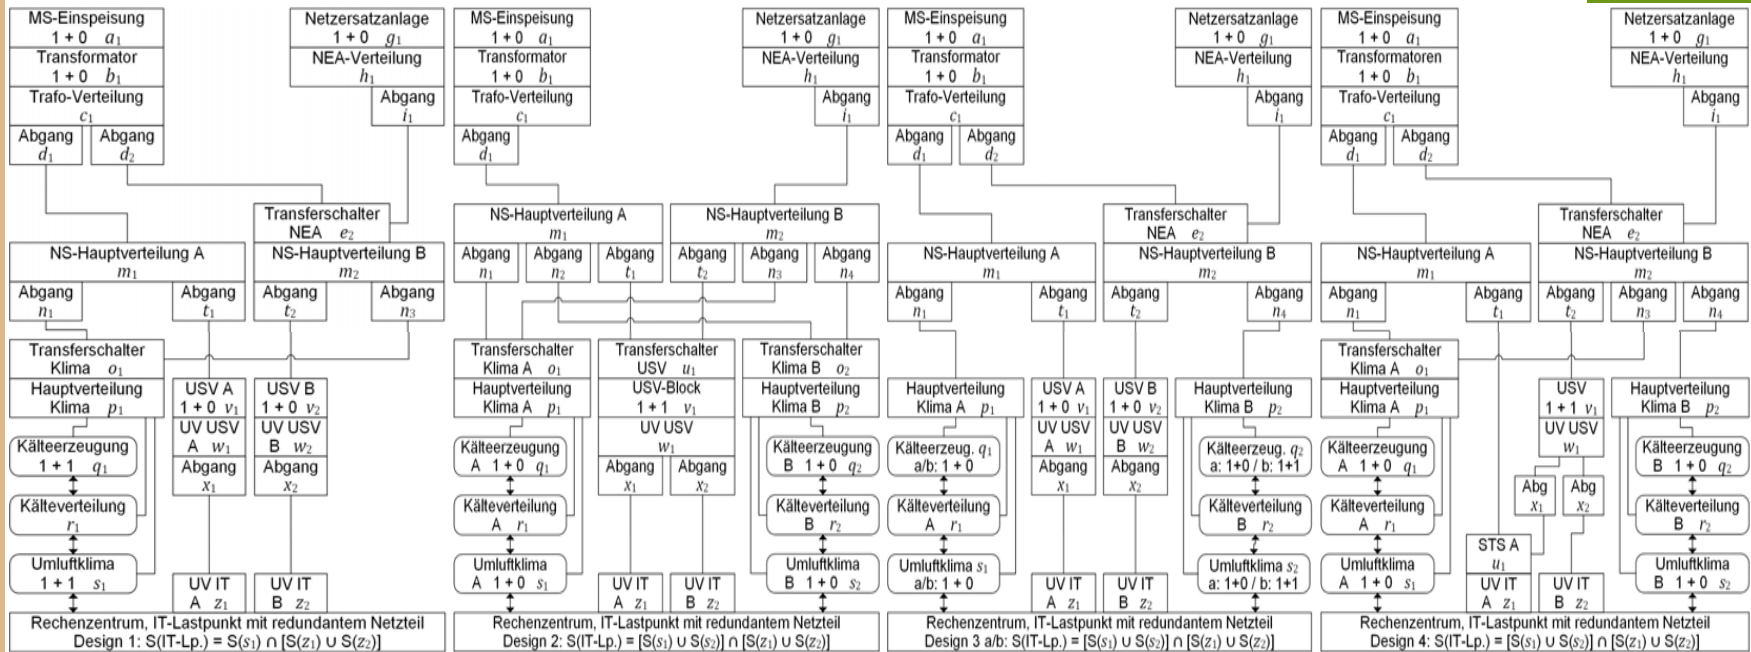 MS-Einspeisung
1 + 0 a₁
Transformator
1 + 0 b₁
Trafo-Verteilung
c₁
Abgang
d₁
Abgang
d₂
Netzersatzanlage
1 + 0 g₁
NEA-Verteilung
h₁
Abgang
i₁
Transferschalter
NEA e₂
NS-Hauptverteilung A
m₁
NS-Hauptverteilung B
m₂
Abgang
n₁
Abgang
t₁
Abgang
t₂
Abgang
n₃
Transferschalter
Klima o₁
Hauptverteilung
Klima p₁
USV A
1 + 0 v₁
UV USV
A w₁
Abgang
x₁
USV B
1 + 0 v₂
UV USV
B w₂
Abgang
x₂
Kälteerzeugung
1 + 1 q₁
Kälteverteilung
r₁
Umluftklima
1 + 1 s₁
UV IT
A z₁
UV IT
B z₂
Rechenzentrum, IT-Lastpunkt mit redundantem Netzteil
Design 1: S(IT-Lp.) = S(s₁) ∩ [S(z₁) ∪ S(z₂)]
MS-Einspeisung
1 + 0 a₁
Transformator
1 + 0 b₁
Trafo-Verteilung
c₁
Abgang
d₁
Netzersatzanlage
1 + 0 g₁
NEA-Verteilung
h₁
Abgang
i₁
NS-Hauptverteilung A
m₁
NS-Hauptverteilung B
m₂
Abgang
n₁
Abgang
n₂
Abgang
t₁
Abgang
t₂
Abgang
n₃
Abgang
n₄
Transferschalter
Klima A o₁
Hauptverteilung
Klima A p₁
Transferschalter
USV u₁
USV-Block
1 + 1 v₁
UV USV
w₁
Abgang
x₁
Abgang
x₂
Transferschalter
Klima B o₂
Hauptverteilung
Klima B p₂
Kälteerzeugung
A 1+0 q₁
Kälteverteilung
A r₁
Umluftklima
A 1+0 s₁
UV IT
A z₁
UV IT
B z₂
Kälteerzeugung
B 1+0 q₂
Kälteverteilung
B r₂
Umluftklima
B 1+0 s₂
Rechenzentrum, IT-Lastpunkt mit redundantem Netzteil
Design 2: S(IT-Lp.) = [S(s₁) ∪ S(s₂)] ∩ [S(z₁) ∪ S(z₂)]
MS-Einspeisung
1 + 0 a₁
Transformator
1 + 0 b₁
Trafo-Verteilung
c₁
Abgang
d₁
Abgang
d₂
Netzersatzanlage
1 + 0 g₁
NEA-Verteilung
h₁
Abgang
i₁
Transferschalter
NEA e₂
NS-Hauptverteilung A
m₁
NS-Hauptverteilung B
m₂
Abgang
n₁
Abgang
t₁
Abgang
t₂
Abgang
n₄
Hauptverteilung
Klima A p₁
USV A
1 + 0 v₁
UV USV
A w₁
Abgang
x₁
USV B
1 + 0 v₂
UV USV
B w₂
Abgang
x₂
Hauptverteilung
Klima B p₂
Kälteerzeug. q₁
a/b: 1 + 0
Kälteverteilung
A r₁
Umluftklima s₁
a/b: 1 + 0
UV IT
A z₁
UV IT
B z₂
Kälteerzeug. q₂
a: 1+0 / b: 1+1
Kälteverteilung
B r₂
Umluftklima s₂
a: 1+0 / b: 1+1
Rechenzentrum, IT-Lastpunkt mit redundantem Netzteil
Design 3 a/b: S(IT-Lp.) = [S(s₁) ∪ S(s₂)] ∩ [S(z₁) ∪ S(z₂)]
MS-Einspeisung
1 + 0 a₁
Transformatoren
1 + 0 b₁
Trafo-Verteilung
c₁
Abgang
d₁
Abgang
d₂
Netzersatzanlage
1 + 0 g₁
NEA-Verteilung
h₁
Abgang
i₁
Transferschalter
NEA e₂
NS-Hauptverteilung A
m₁
NS-Hauptverteilung B
m₂
Abgang
n₁
Abgang
t₁
Abgang
t₂
Abgang
n₃
Abgang
n₄
Transferschalter
Klima A o₁
Hauptverteilung
Klima A p₁
USV
1 + 1 v₁
UV USV
w₁
Abg
x₁
Abg
x₂
Hauptverteilung
Klima B p₂
Kälteerzeugung
A 1+0 q₁
Kälteverteilung
A r₁
Umluftklima
A 1+0 s₁
STS A
u₁
UV IT
A z₁
UV IT
B z₂
Kälteerzeugung
B 1+0 q₂
Kälteverteilung
B r₂
Umluftklima
B 1+0 s₂
Rechenzentrum, IT-Lastpunkt mit redundantem Netzteil
Design 4: S(IT-Lp.) = [S(s₁) ∪ S(s₂)] ∩ [S(z₁) ∪ S(z₂)]